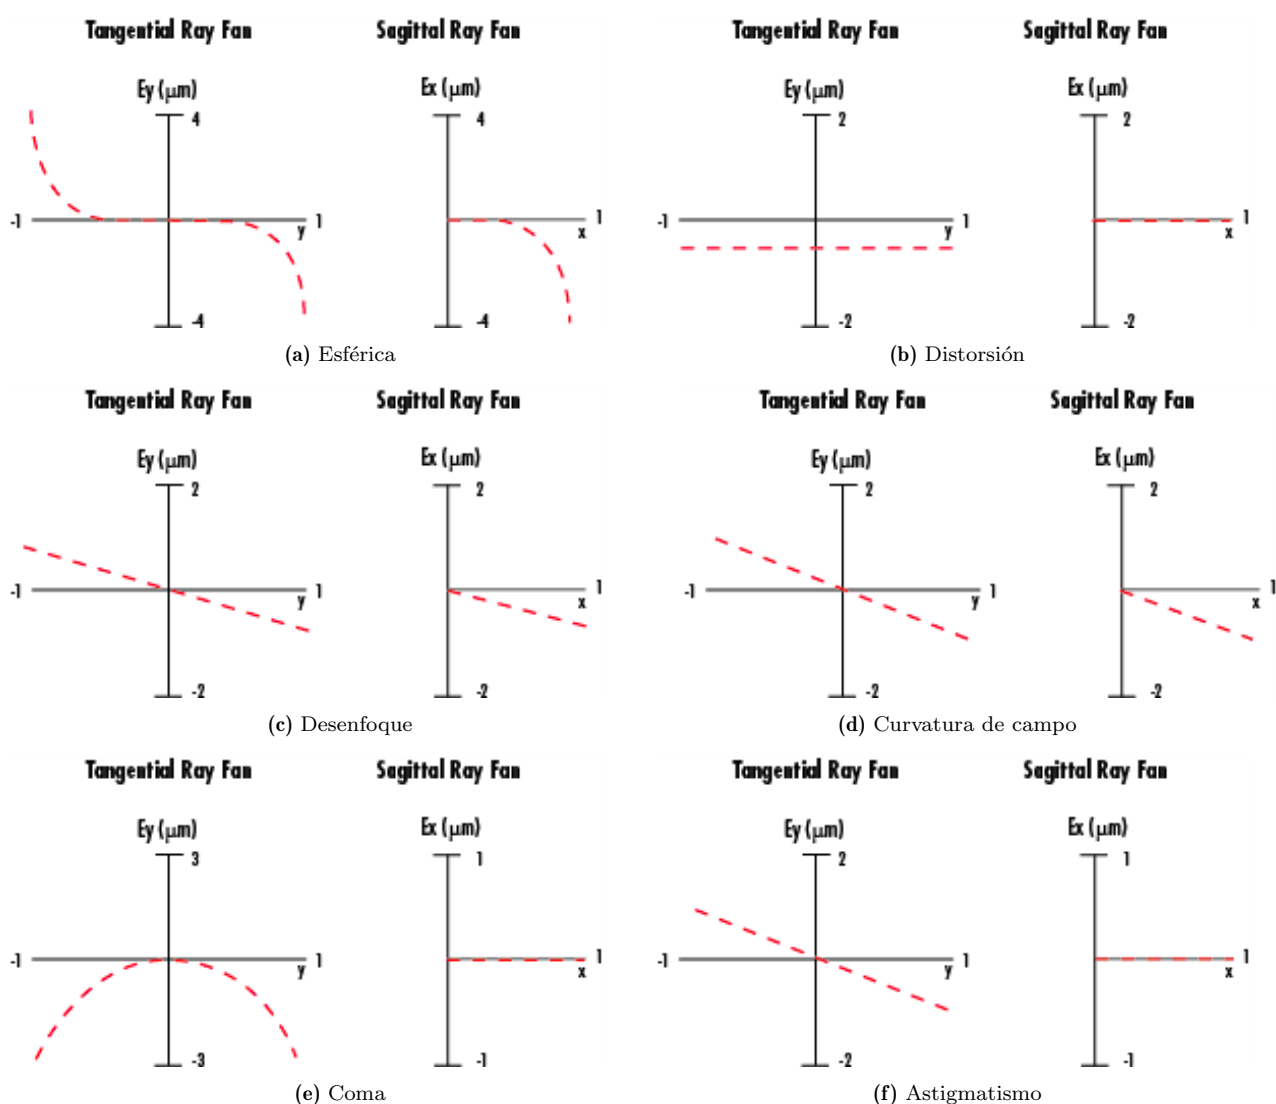 Tangential Ray Fan Sagittal Ray Fan
Ey (μm) Ex (μm)
4 4
-1 1 1
y x
-4 -4
(a) Esférica
Tangential Ray Fan Sagittal Ray Fan
Ey (μm) Ex (μm)
2 2
-1 1 1
y x
-2 -2
(b) Distorsión
Tangential Ray Fan Sagittal Ray Fan
Ey (μm) Ex (μm)
2 2
-1 1 1
y x
-2 -2
(c) Desenfoque
Tangential Ray Fan Sagittal Ray Fan
Ey (μm) Ex (μm)
2 2
-1 1 1
y x
-2 -2
(d) Curvatura de campo
Tangential Ray Fan Sagittal Ray Fan
Ey (μm) Ex (μm)
3 1
-1 1 1
y x
-3 -1
(e) Coma
Tangential Ray Fan Sagittal Ray Fan
Ey (μm) Ex (μm)
2 1
-1 1 1
y x
-2 -1
(f) Astigmatismo